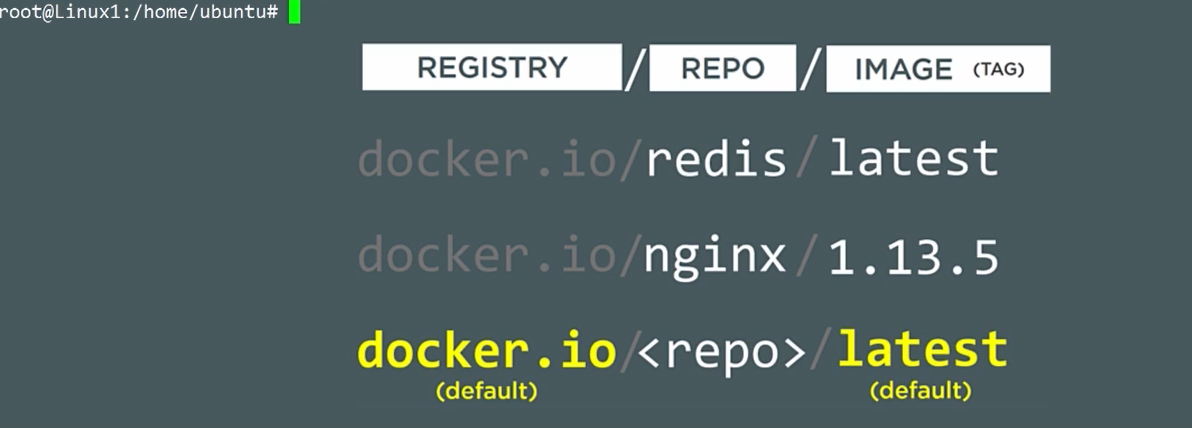 root@Linux1:/home/ubuntu#
REGISTRY / REPO / IMAGE (TAG)
docker.io/redis/latest
docker.io/nginx/1.13.5
docker.io/<repo>/latest
(default) (default)